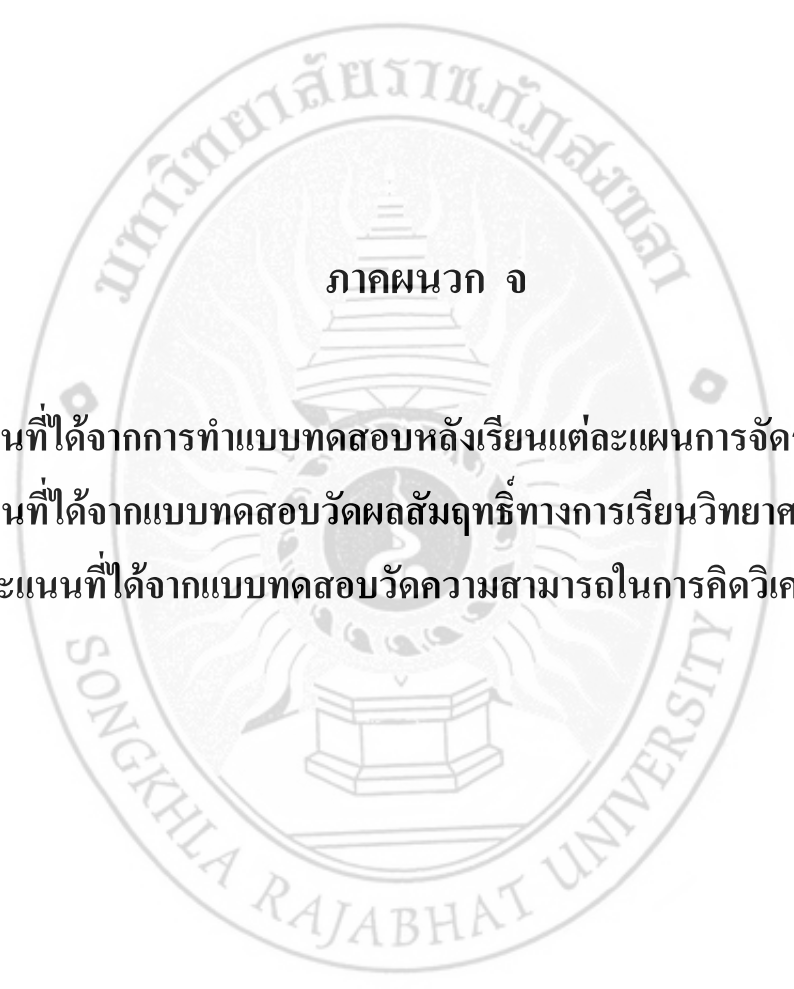 มหาวิทยาลัยราชภัฏสงขลา
ภาคผนวก จ
นที่ได้จากการทำแบบทดสอบหลังเรียนแต่ละแผนการจัด
นที่ได้จากแบบทดสอบวัดผลสัมฤทธิ์ทางการเรียนวิทยาศ
ะแนนที่ได้จากแบบทดสอบวัดความสามารถในการคิดวิเค
SONGKHLA RAJABHAT UNIVERSITY